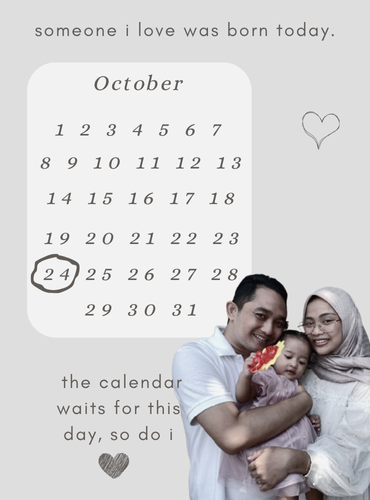 someone i love was born today.
October
1 2 3 4 5 6 7
8 9 10 11 12 13
14 15 16 17 18
19 20 21 22 23
24 25 26 27 28
29 30 31
the calendar
waits for this
day, so do i